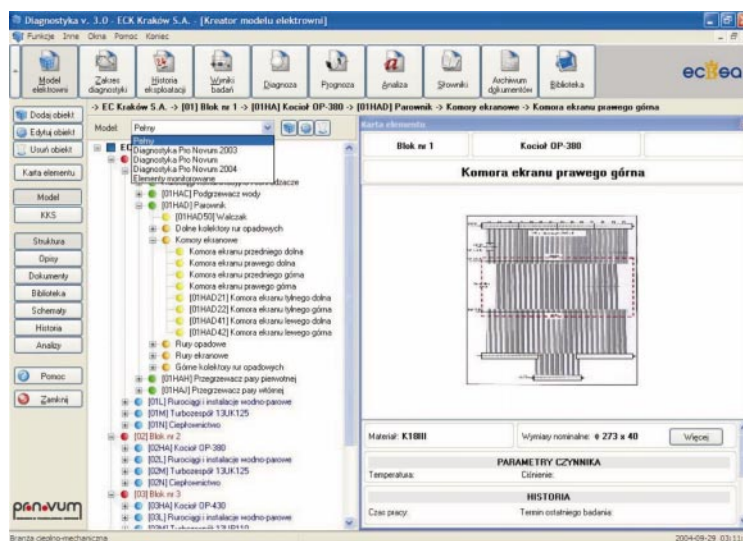 Diagnostyka v. 3.0 - ECK Kraków S.A. - [Kreator modelu elektrowni]
Funkcje Inne Okna Pomoc Koniec
Model elektrowni
Zakres diagnostyki
Historia eksploatacji
Wyniki badań
Diagnoza
Prognoza
Analiza
Słowniki
Archiwum dokumentów
Biblioteka
-> EC Kraków S.A. -> [01] Blok nr 1 -> [01HA] Kocioł OP-380 -> [01HAD] Parownik -> Komory ekranowe -> Komora ekranu prawego górna
Dodaj obiekt
Edytuj obiekt
Usuń obiekt
Karta elementu
Model
KKS
Struktura
Opisy
Dokumenty
Biblioteka
Schematy
Historia
Analizy
Pomoc
Zamknij
pronovum
Model: Pełny
Pełny
Diagnostyka Pro Novum 2003
Diagnostyka Pro Novum
Diagnostyka Pro Novum 2004
Elementy monitorowane
[01HAC] Podgrzewacz wody
[01HAD] Parownik
[01HAD50] Walczak
Dolne kolektory rur opadowych
Komory ekranowe
Komora ekranu przedniego dolna
Komora ekranu prawego dolna
Komora ekranu przedniego górna
Komora ekranu prawego górna
[01HAD21] Komora ekranu tylnego dolna
[01HAD22] Komora ekranu tylnego górna
[01HAD41] Komora ekranu lewego dolna
[01HAD42] Komora ekranu lewego górna
Rury opadowe
Rury ekranowe
Górne kolektory rur opadowych
[01HAH] Przegrzewacz pary pierwotnej
[01HAJ] Przegrzewacz pary wtórnej
[01L] Rurociągi i instalacje wodno-parowe
[01M] Turbozespół 13UK125
[01N] Ciepłownictwo
[02] Blok nr 2
[02HA] Kocioł OP-380
[02L] Rurociągi i instalacje wodno-parowe
[02M] Turbozespół 13UK125
[02N] Ciepłownictwo
[03] Blok nr 3
[03HA] Kocioł OP-430
[03L] Rurociągi i instalacje wodno-parowe
Karta elementu
Blok nr 1
Kocioł OP-380
Komora ekranu prawego górna
Materiał: K18III
Wymiary nominalne: φ 273 x 40
Więcej
PARAMETRY CZYNNIKA
Temperatura:
Ciśnienie:
HISTORIA
Czas pracy:
Termin ostatniego badania:
Branża cieplno-mechaniczna
2004-09-29 03:11